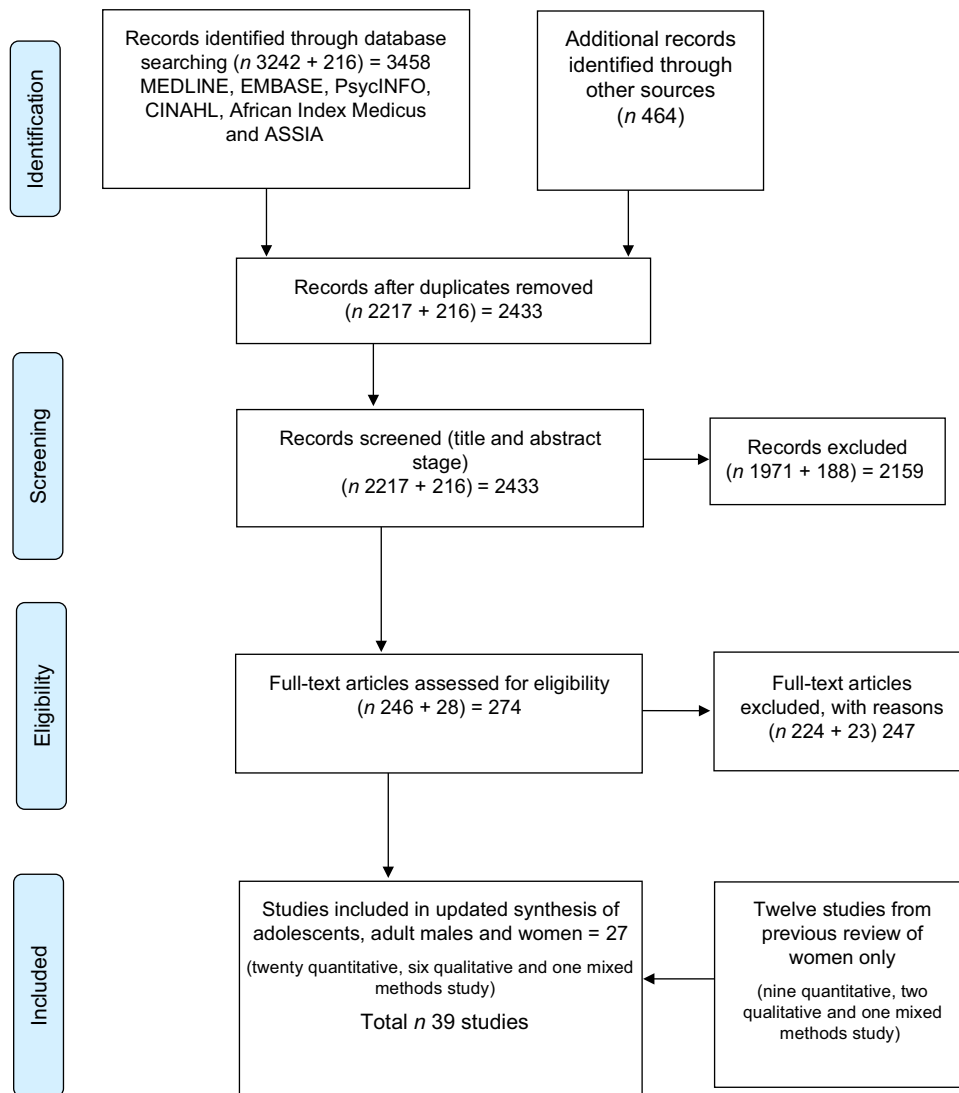 Identification
Records identified through database
searching (n 3242 + 216) = 3458
MEDLINE, EMBASE, PsycINFO,
CINAHL, African Index Medicus
and ASSIA
Additional records
identified through
other sources
(n 464)
Records after duplicates removed
(n 2217 + 216) = 2433
Screening
Records screened (title and abstract
stage)
(n 2217 + 216) = 2433
Records excluded
(n 1971 + 188) = 2159
Eligibility
Full-text articles assessed for eligibility
(n 246 + 28) = 274
Full-text articles
excluded, with reasons
(n 224 + 23) 247
Included
Studies included in updated synthesis of
adolescents, adult males and women = 27
(twenty quantitative, six qualitative and one mixed
methods study)
Total n 39 studies
Twelve studies from
previous review of
women only
(nine quantitative, two
qualitative and one mixed
methods study)